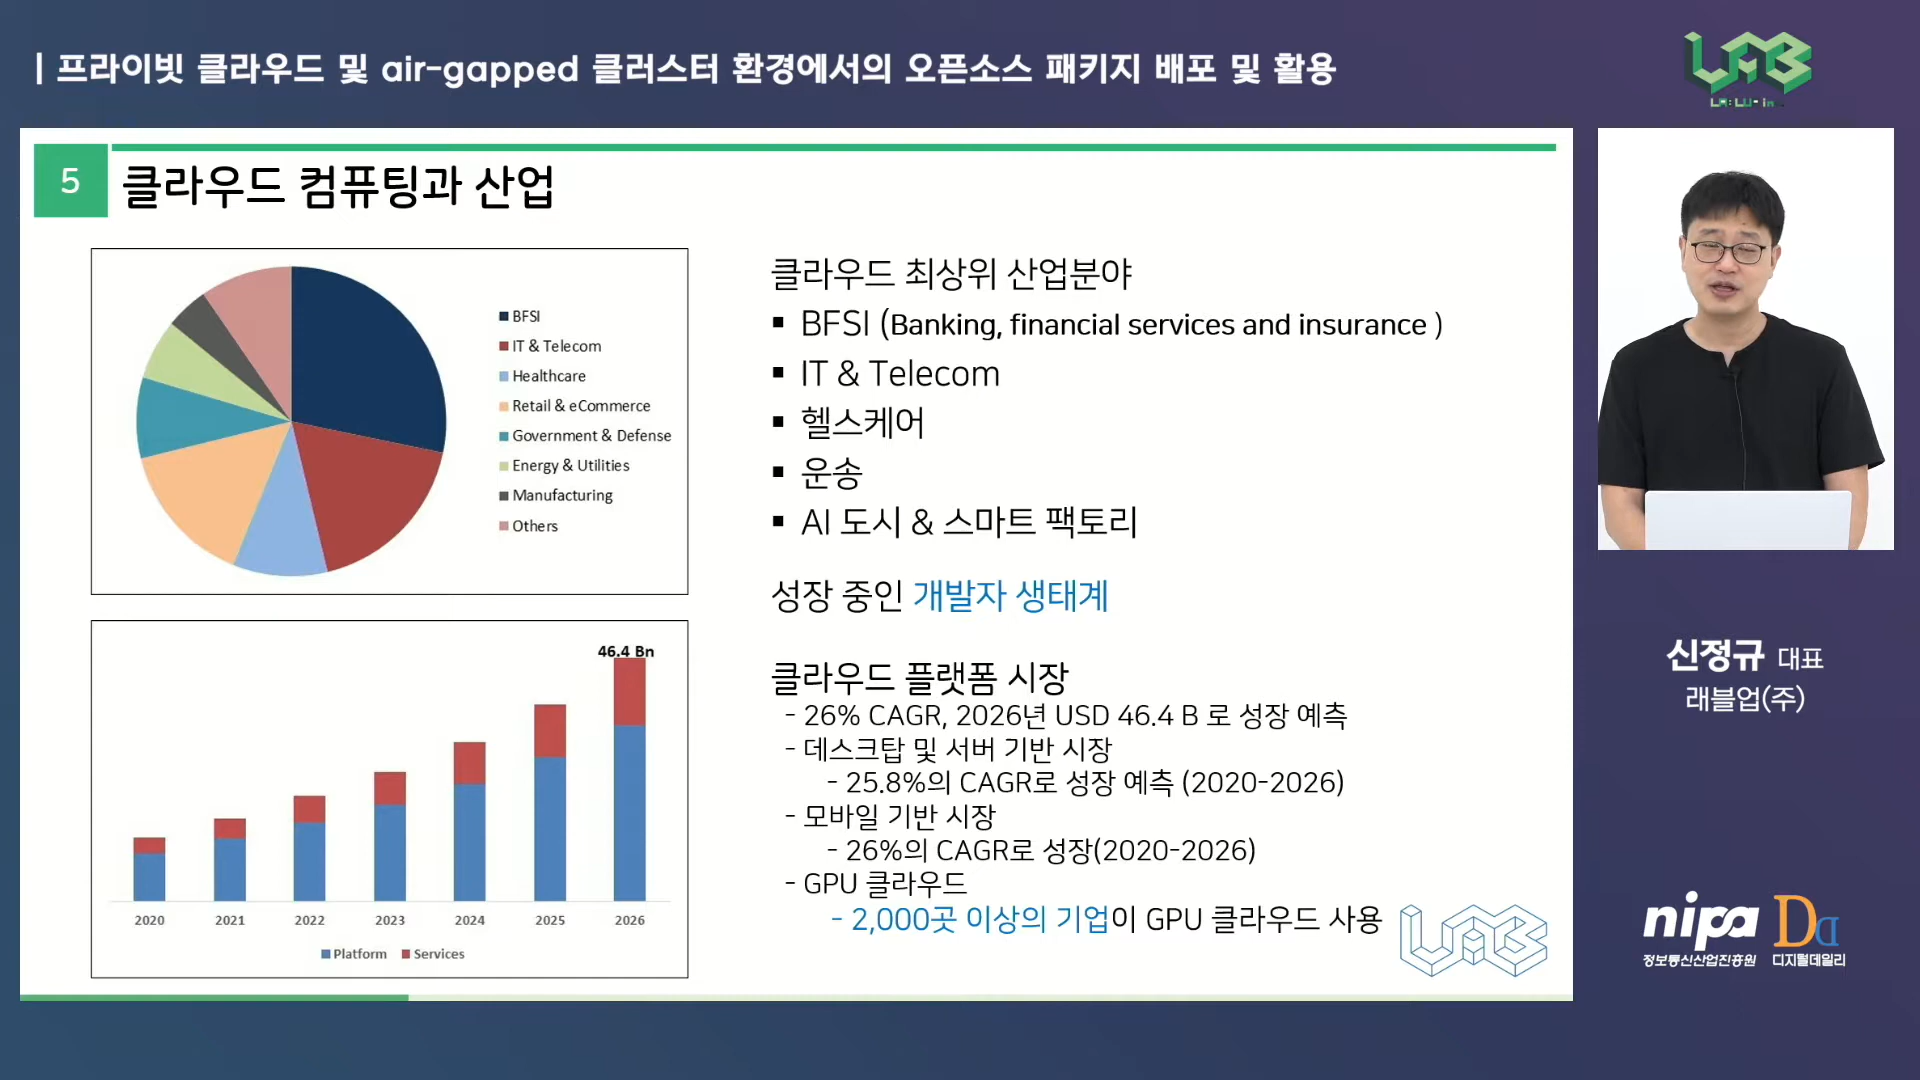 | 프라이빗 클라우드 및 air-gapped 클러스터 환경에서의 오픈소스 패키지 배포 및 활용
LAB
5
클라우드 컴퓨팅과 산업
BFSI
IT & Telecom
Healthcare
Retail & eCommerce
Government & Defense
Energy & Utilities
Manufacturing
Others
46.4 Bn
2020 2021 2022 2023 2024 2025 2026
Platform Services
클라우드 최상위 산업분야
▪ BFSI (Banking, financial services and insurance )
▪ IT & Telecom
▪ 헬스케어
▪ 운송
▪ AI 도시 & 스마트 팩토리
성장 중인 개발자 생태계
클라우드 플랫폼 시장
- 26% CAGR, 2026년 USD 46.4 B 로 성장 예측
- 데스크탑 및 서버 기반 시장
- 25.8%의 CAGR로 성장 예측 (2020-2026)
- 모바일 기반 시장
- 26%의 CAGR로 성장(2020-2026)
- GPU 클라우드
- 2,000곳 이상의 기업이 GPU 클라우드 사용
LAB
신정규 대표
래블업(주)
nipa
정보통신산업진흥원
Dd
디지털데일리